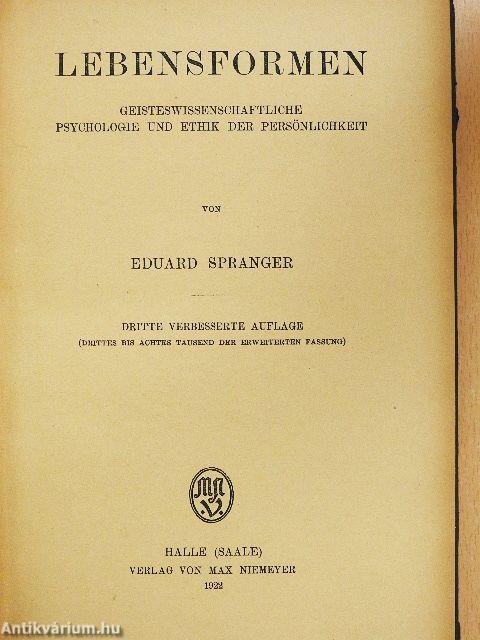 LEBENSFORMEN
GEISTESWISSENSCHAFTLICHE
PSYCHOLOGIE UND ETHIK DER PERSÖNLICHKEIT
VON
EDUARD SPRANGER
DRITTE VERBESSERTE AUFLAGE
(DRITTES BIS ACHTES TAUSEND DER ERWEITERTEN FASSUNG)
MN
.V.
HALLE (SAALE)
VERLAG VON MAX NIEMEYER
1922
Antikvárium.hu